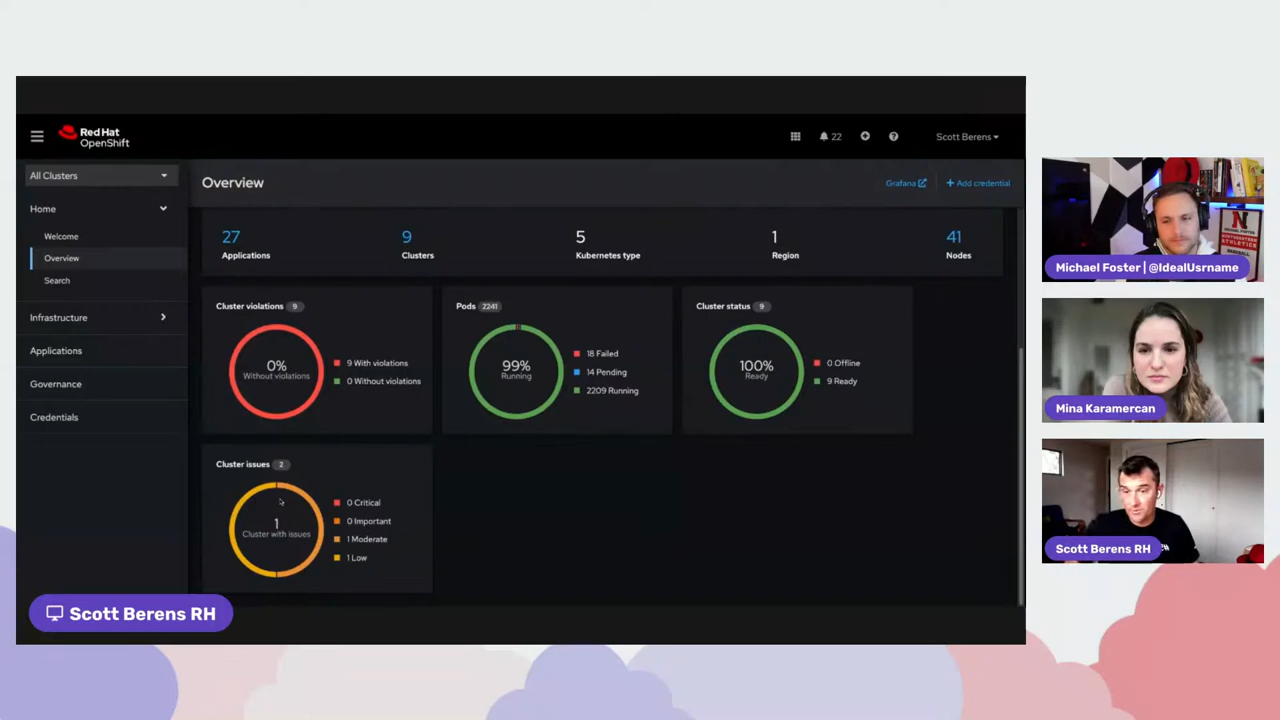 Red Hat
OpenShift
22
Scott Berens
All Clusters
Home
Welcome
Overview
Search
Infrastructure
Applications
Governance
Credentials
Overview
Grafana
Add credential
27
Applications
9
Clusters
5
Kubernetes type
1
Region
41
Nodes
Cluster violations 9
0%
Without violations
9 With violations
0 Without violations
Pods 2241
99%
Running
18 Failed
14 Pending
2209 Running
Cluster status 9
100%
Ready
0 Offline
9 Ready
Cluster issues 2
1
Cluster with issues
0 Critical
0 Important
1 Moderate
1 Low
Scott Berens RH
Michael Foster | @IdealUsrname
Mina Karamercan
Scott Berens RH